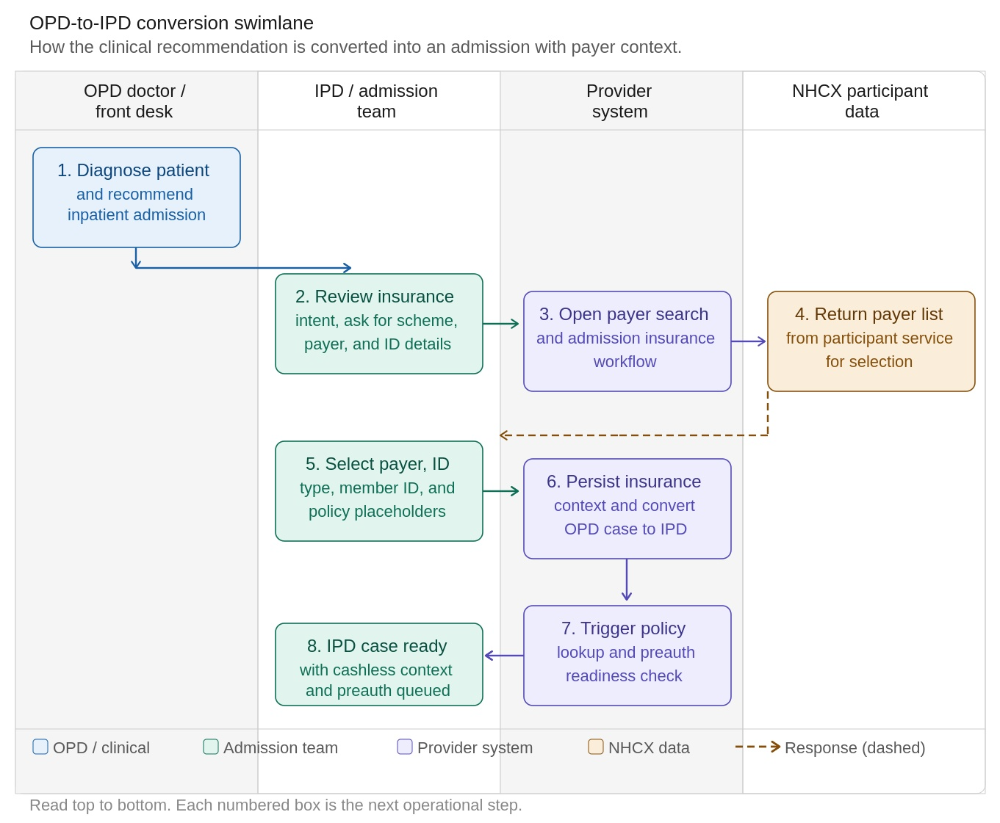 OPD-to-IPD conversion swimlane
How the clinical recommendation is converted into an admission with payer context.
OPD doctor /
front desk
IPD / admission
team
Provider
system
NHCX participant
data
1. Diagnose patient
and recommend
inpatient admission
2. Review insurance
intent, ask for scheme,
payer, and ID details
3. Open payer search
and admission insurance
workflow
4. Return payer list
from participant service
for selection
5. Select payer, ID
type, member ID, and
policy placeholders
6. Persist insurance
context and convert
OPD case to IPD
7. Trigger policy
lookup and preauth
readiness check
8. IPD case ready
with cashless context
and preauth queued
OPD / clinical
Admission team
Provider system
NHCX data
Response (dashed)
Read top to bottom. Each numbered box is the next operational step.